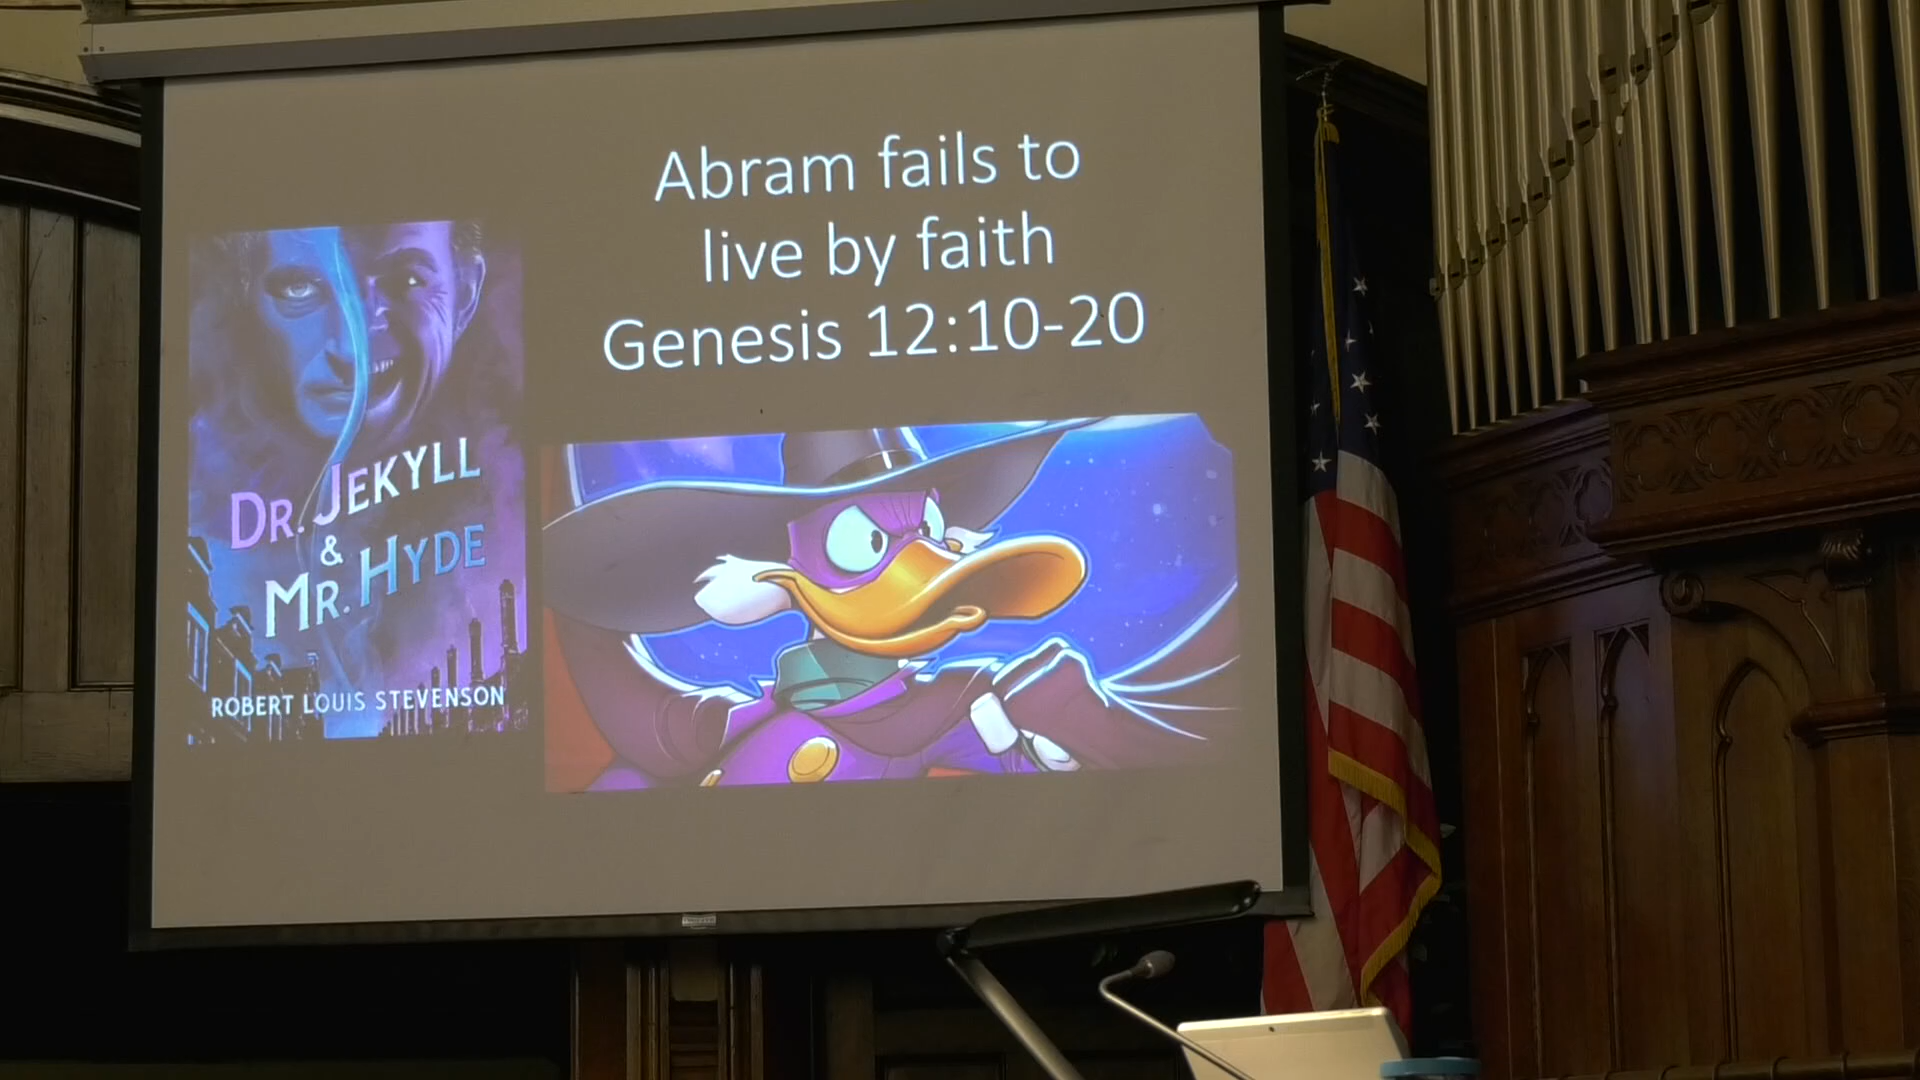 Abram fails to
live by faith
Genesis 12:10-20
DR. JEKYLL
&
MR. HYDE
ROBERT LOUIS STEVENSON